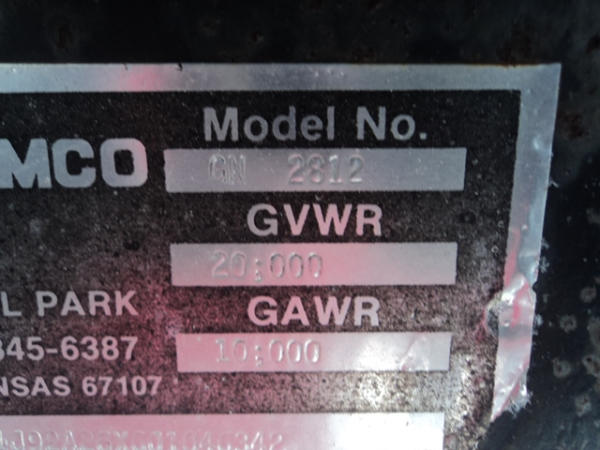 Model No.
MCO
GN 2812
GVWR
20:000
L PARK
GAWR
345-6387
10:000
NSAS 67107